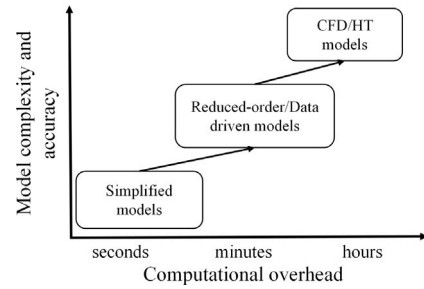 CFD/HT
models
Reduced-order/Data
driven models
Simplified
models
Model complexity and
accuracy
seconds minutes hours
Computational overhead